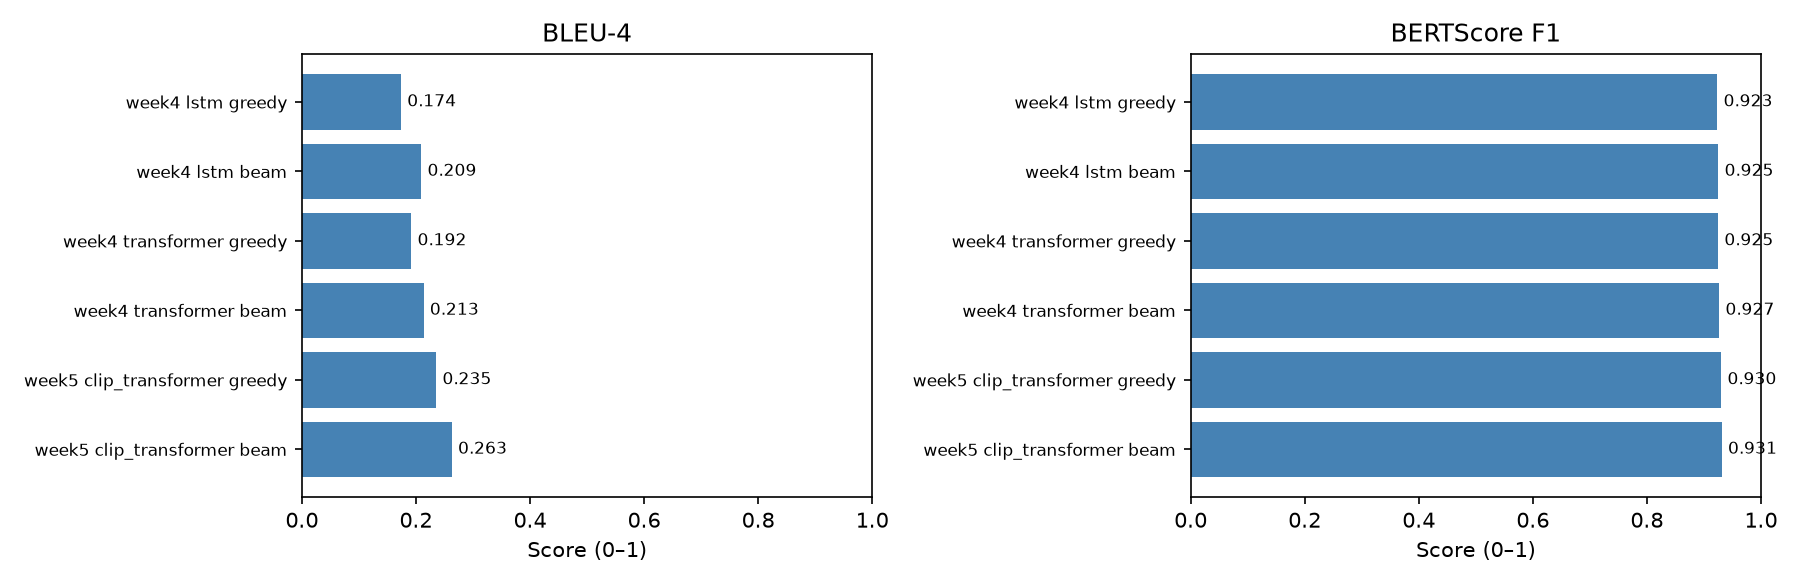 BLEU-4
week4 lstm greedy 0.174
week4 lstm beam 0.209
week4 transformer greedy 0.192
week4 transformer beam 0.213
week5 clip_transformer greedy 0.235
week5 clip_transformer beam 0.263
0.0 0.2 0.4 0.6 0.8 1.0
Score (0–1)
BERTScore F1
week4 lstm greedy 0.923
week4 lstm beam 0.925
week4 transformer greedy 0.925
week4 transformer beam 0.927
week5 clip_transformer greedy 0.930
week5 clip_transformer beam 0.931
0.0 0.2 0.4 0.6 0.8 1.0
Score (0–1)